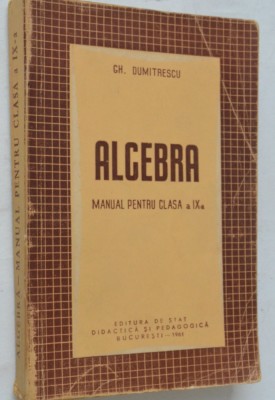 ALGEBRA — MANUAL PENTRU CLASA a IX-a
GH. DUMITRESCU
ALGEBRA
MANUAL PENTRU CLASA a IX-a
EDITURA DE STAT
DIDACTICĂ ȘI PEDAGOGICĂ
BUCUREȘTI - 1962